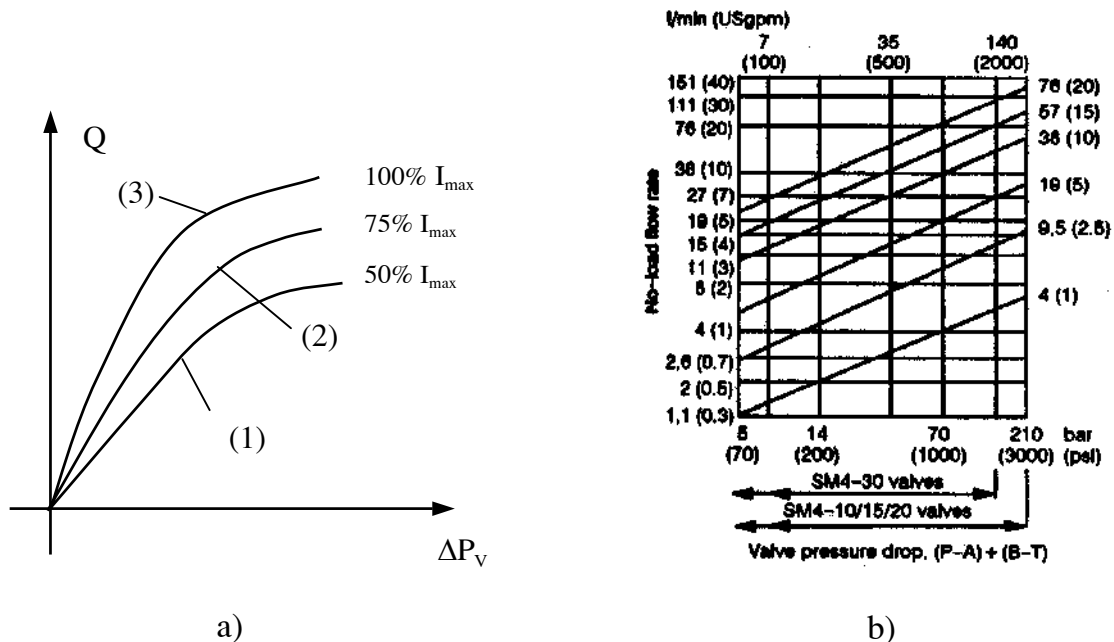 Q
(3)
100% Imax
75% Imax
50% Imax
(2)
(1)
ΔPV
a)
l/min (USgpm)
7 35 140
(100) (500) (2000)
151 (40)
111 (30)
76 (20)
38 (10)
27 (7)
19 (5)
15 (4)
11 (3)
8 (2)
4 (1)
2,6 (0.7)
2 (0.5)
1,1 (0.3)
No-load flow rate
76 (20)
57 (15)
38 (10)
19 (5)
9,5 (2.5)
4 (1)
5 14 70 210 bar
(70) (200) (1000) (3000) (psi)
SM4-30 valves
SM4-10/15/20 valves
Valve pressure drop, (P-A) + (B-T)
b)